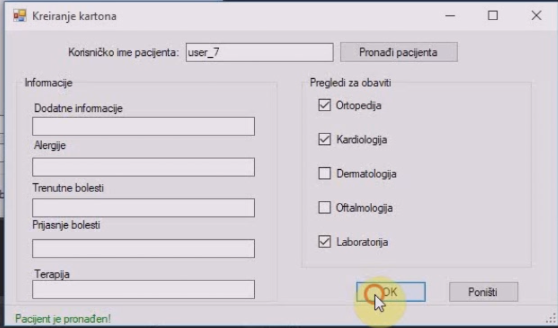 Kreiranje kartona
Korisničko ime pacijenta: user_7 Pronađi pacijenta
Informacije
Dodatne informacije
Alergije
Trenutne bolesti
Prijasnje bolesti
Terapija
Pregledi za obaviti
Ortopedija
Kardiologija
Dermatologija
Oftalmologija
Laboratorija
OK Poništi
Pacijent je pronađen!